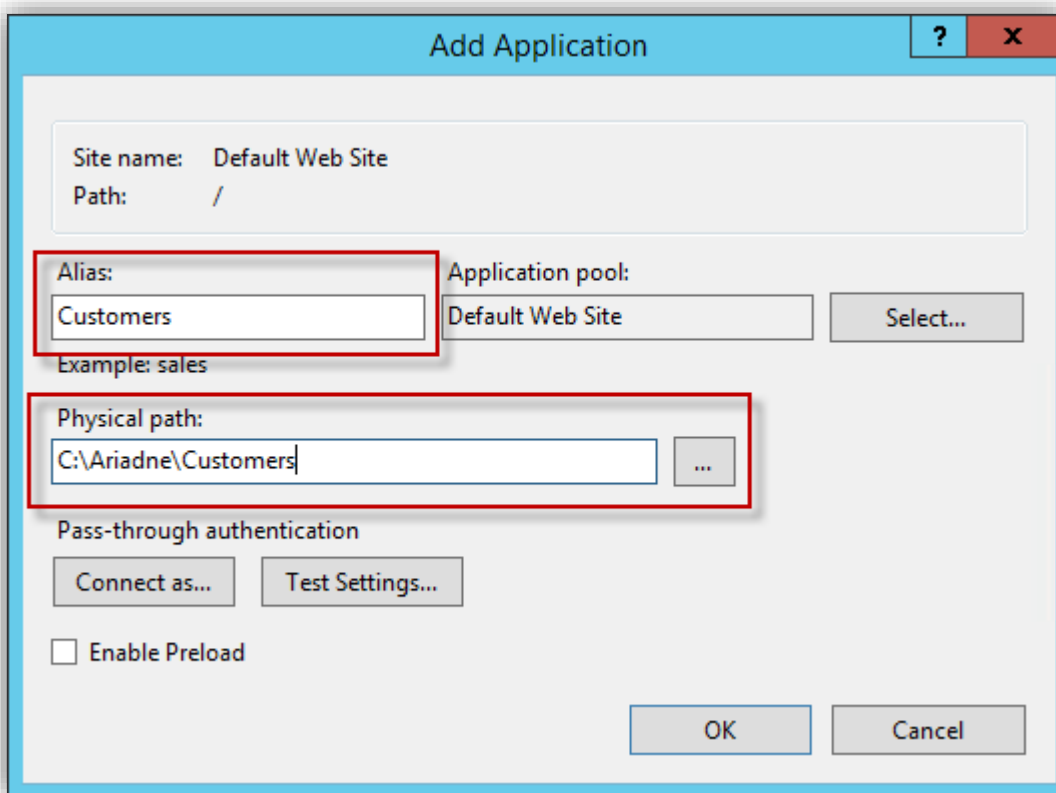 Add Application
?
x
Site name: Default Web Site
Path: /
Alias:
Application pool:
Customers
Default Web Site
Select...
Example: sales
Physical path:
C:\Ariadne\Customers
...
Pass-through authentication
Connect as...
Test Settings...
Enable Preload
OK
Cancel